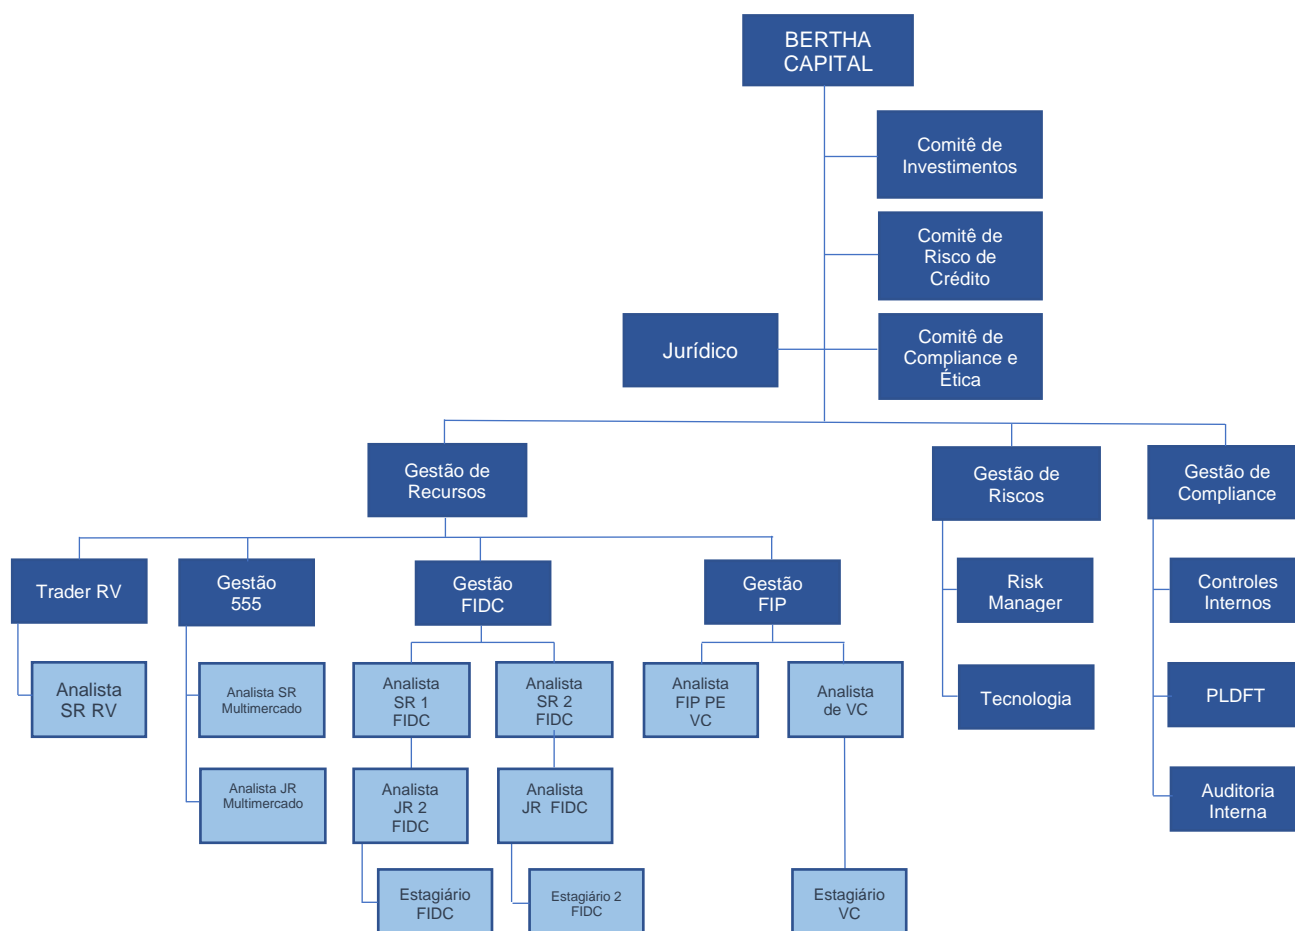 BERTHA
CAPITAL
Comitê de
Investimentos
Comitê de
Risco de
Crédito
Jurídico
Comitê de
Compliance e
Ética
Gestão de
Recursos
Gestão de
Riscos
Gestão de
Compliance
Trader RV
Gestão
555
Gestão
FIDC
Gestão
FIP
Risk
Manager
Controles
Internos
Analista
SR RV
Analista SR
Multimercado
Analista
SR 1
FIDC
Analista
SR 2
FIDC
Analista
FIP PE
VC
Analista
de VC
Tecnologia
PLDFT
Analista JR
Multimercado
Analista
JR 2
FIDC
Analista
JR FIDC
Auditoria
Interna
Estagiário
FIDC
Estagiário 2
FIDC
Estagiário
VC